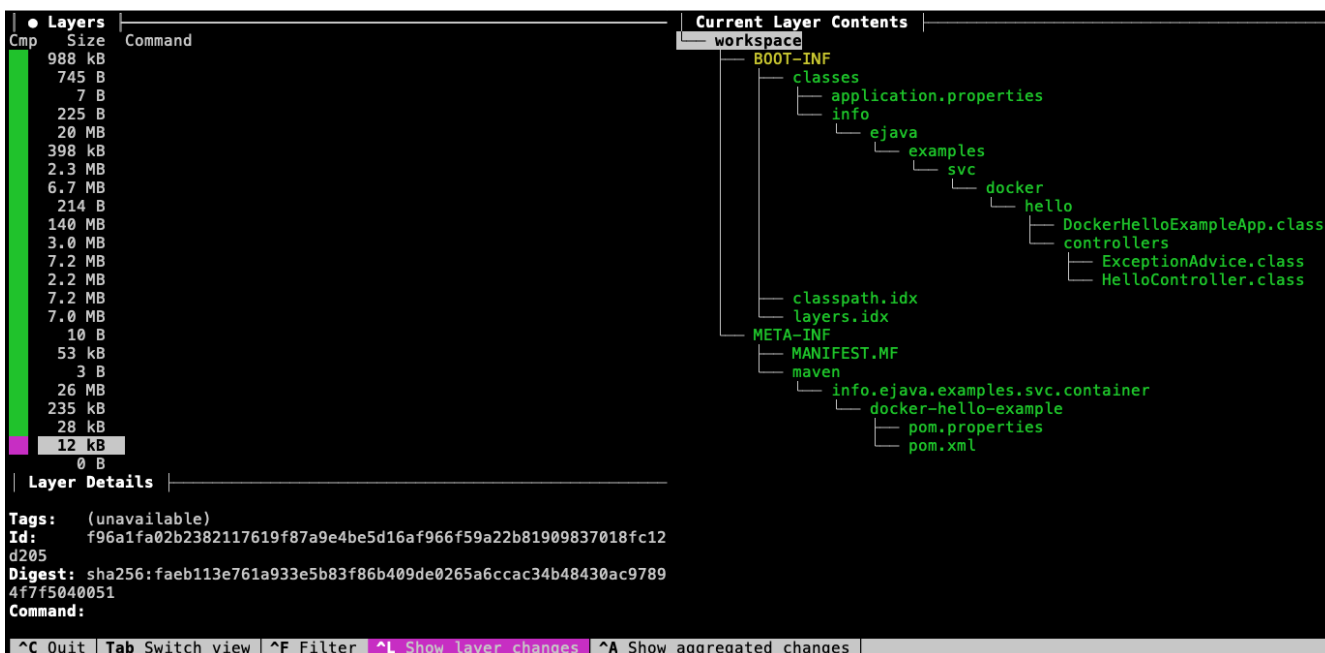 ● Layers
Cmp Size Command
988 kB
745 B
7 B
225 B
20 MB
398 kB
2.3 MB
6.7 MB
214 B
140 MB
3.0 MB
7.2 MB
2.2 MB
7.2 MB
7.0 MB
10 B
53 kB
3 B
26 MB
235 kB
28 kB
12 kB
0 B
Layer Details
Tags: (unavailable)
Id: f96a1fa02b2382117619f87a9e4be5d16af966f59a22b81909837018fc12
d205
Digest: sha256:faeb113e761a933e5b83f86b409de0265a6ccac34b48430ac9789
4f7f5040051
Command:
Current Layer Contents
workspace
BOOT-INF
classes
application.properties
info
ejava
examples
svc
docker
hello
DockerHelloExampleApp.class
controllers
ExceptionAdvice.class
HelloController.class
classpath.idx
layers.idx
META-INF
MANIFEST.MF
maven
info.ejava.examples.svc.container
docker-hello-example
pom.properties
pom.xml
^C Quit Tab Switch view ^F Filter ^L Show layer changes ^A Show aggregated changes